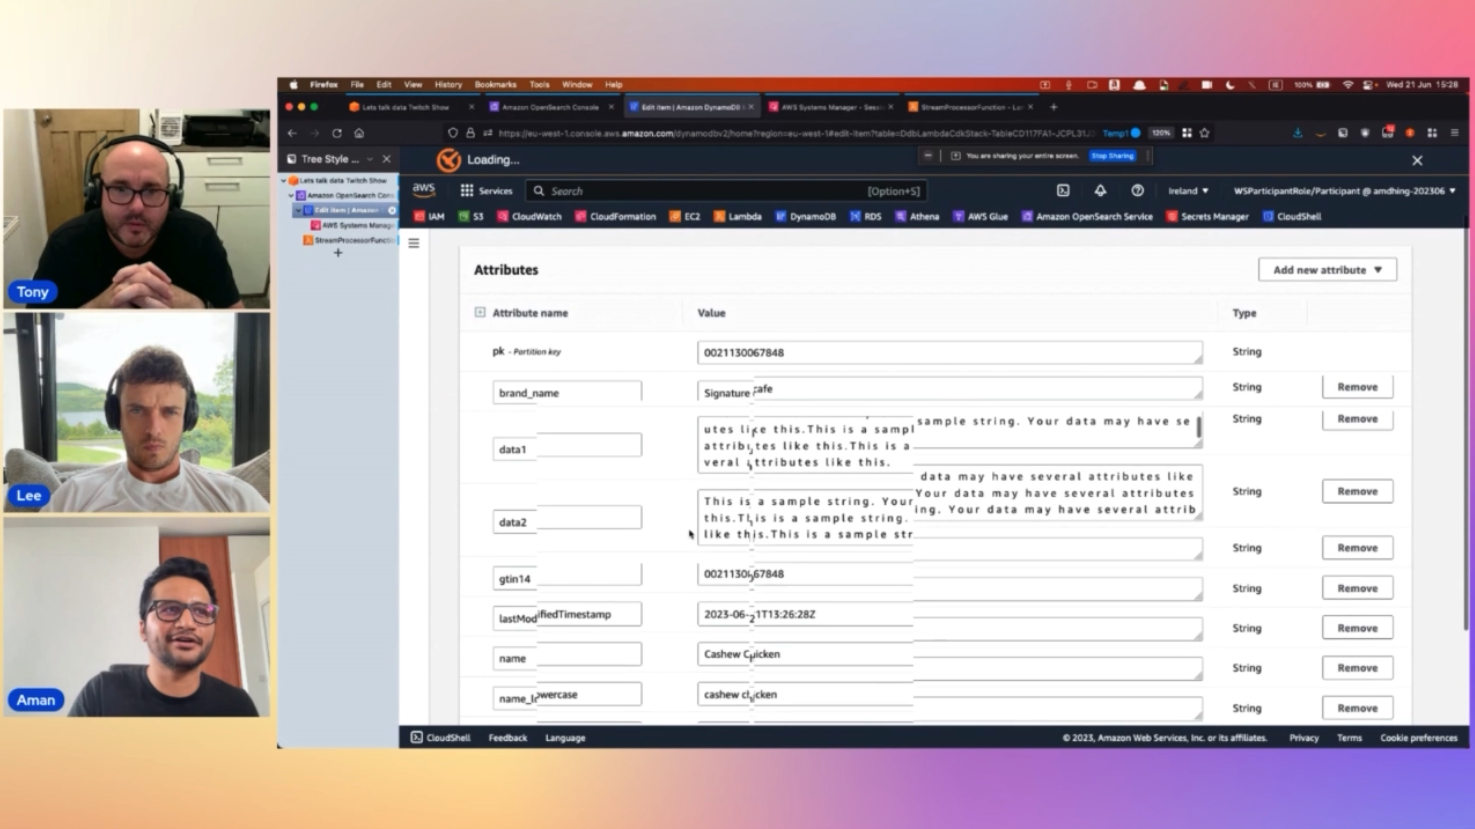 Firefox File Edit View History Bookmarks Tools Window Help
100% Wed 21 Jun 15:28
Lets talk data Twitch Show
Amazon OpenSearch Console
Edit item | Amazon DynamoDB
AWS Systems Manager - Sessi
StreamProcessorFunction - La
https://eu-west-1.console.aws.amazon.com/dynamodbv2/home?region=eu-west-1#edit-item?table=DdbLambdaCdkStack-TableCD117FA1-JCPL31J
Temp1
120%
Tree Style ...
Loading...
You are sharing your entire screen. Stop Sharing
Lets talk data Twitch Show
Amazon OpenSearch Cons
Edit item | Amazon
AWS Systems Manag
StreamProcessorFuncti
aws Services Search [Option+S] Ireland WSParticipantRole/Participant @ amdhing-202306
IAM S3 CloudWatch CloudFormation EC2 Lambda DynamoDB RDS Athena AWS Glue Amazon OpenSearch Service Secrets Manager CloudShell
Attributes
Add new attribute
Attribute name Value Type
pk - Partition key 0021130067848 String
brand_name Signature cafe String Remove
data1
utes like this.This is a sampl sample string. Your data may have se
attributes like this.This is a
veral attributes like this.
String Remove
data2
data may have several attributes like
This is a sample string. Your Your data may have several attributes
this.This is a sample string. ing. Your data may have several attrib
like this.This is a sample str
String Remove
gtin14 0021130067848 String Remove
lastModifiedTimestamp 2023-06-21T13:26:28Z String Remove
name Cashew Chicken String Remove
name_lowercase cashew chicken String Remove
String Remove
CloudShell Feedback Language
© 2023, Amazon Web Services, Inc. or its affiliates. Privacy Terms Cookie preferences
Tony
Lee
Aman